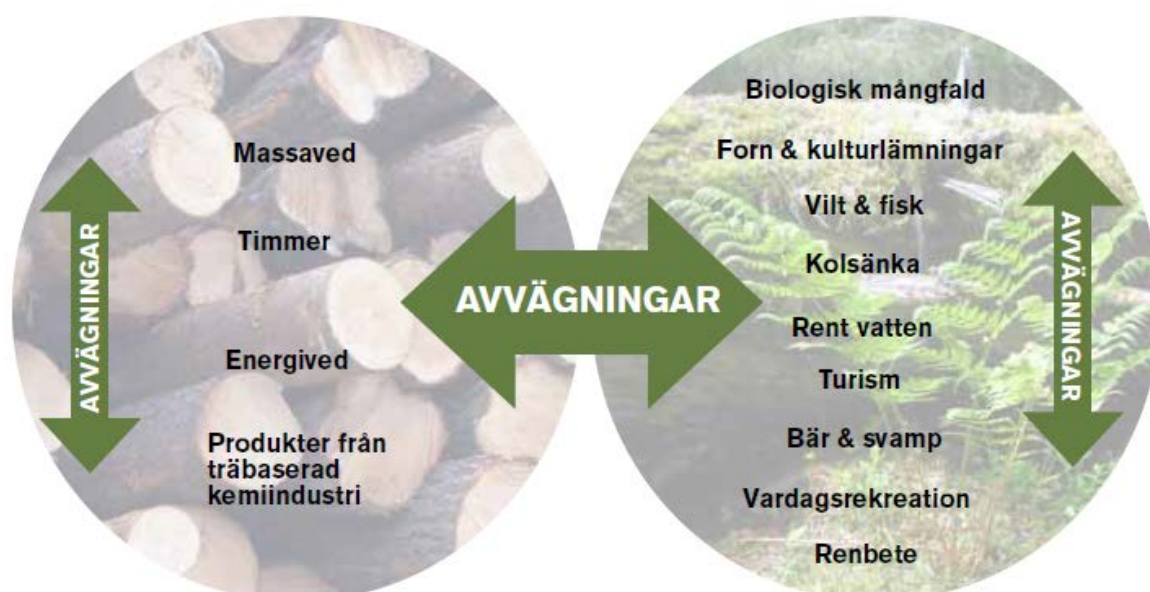 Massaved
Timmer
Energived
Produkter från
träbaserad
kemiindustri
AVVÄGNINGAR
AVVÄGNINGAR
Biologisk mångfald
Forn & kulturlämningar
Vilt & fisk
Kolsänka
Rent vatten
Turism
Bär & svamp
Vardagsrekreation
Renbete
AVVÄGNINGAR